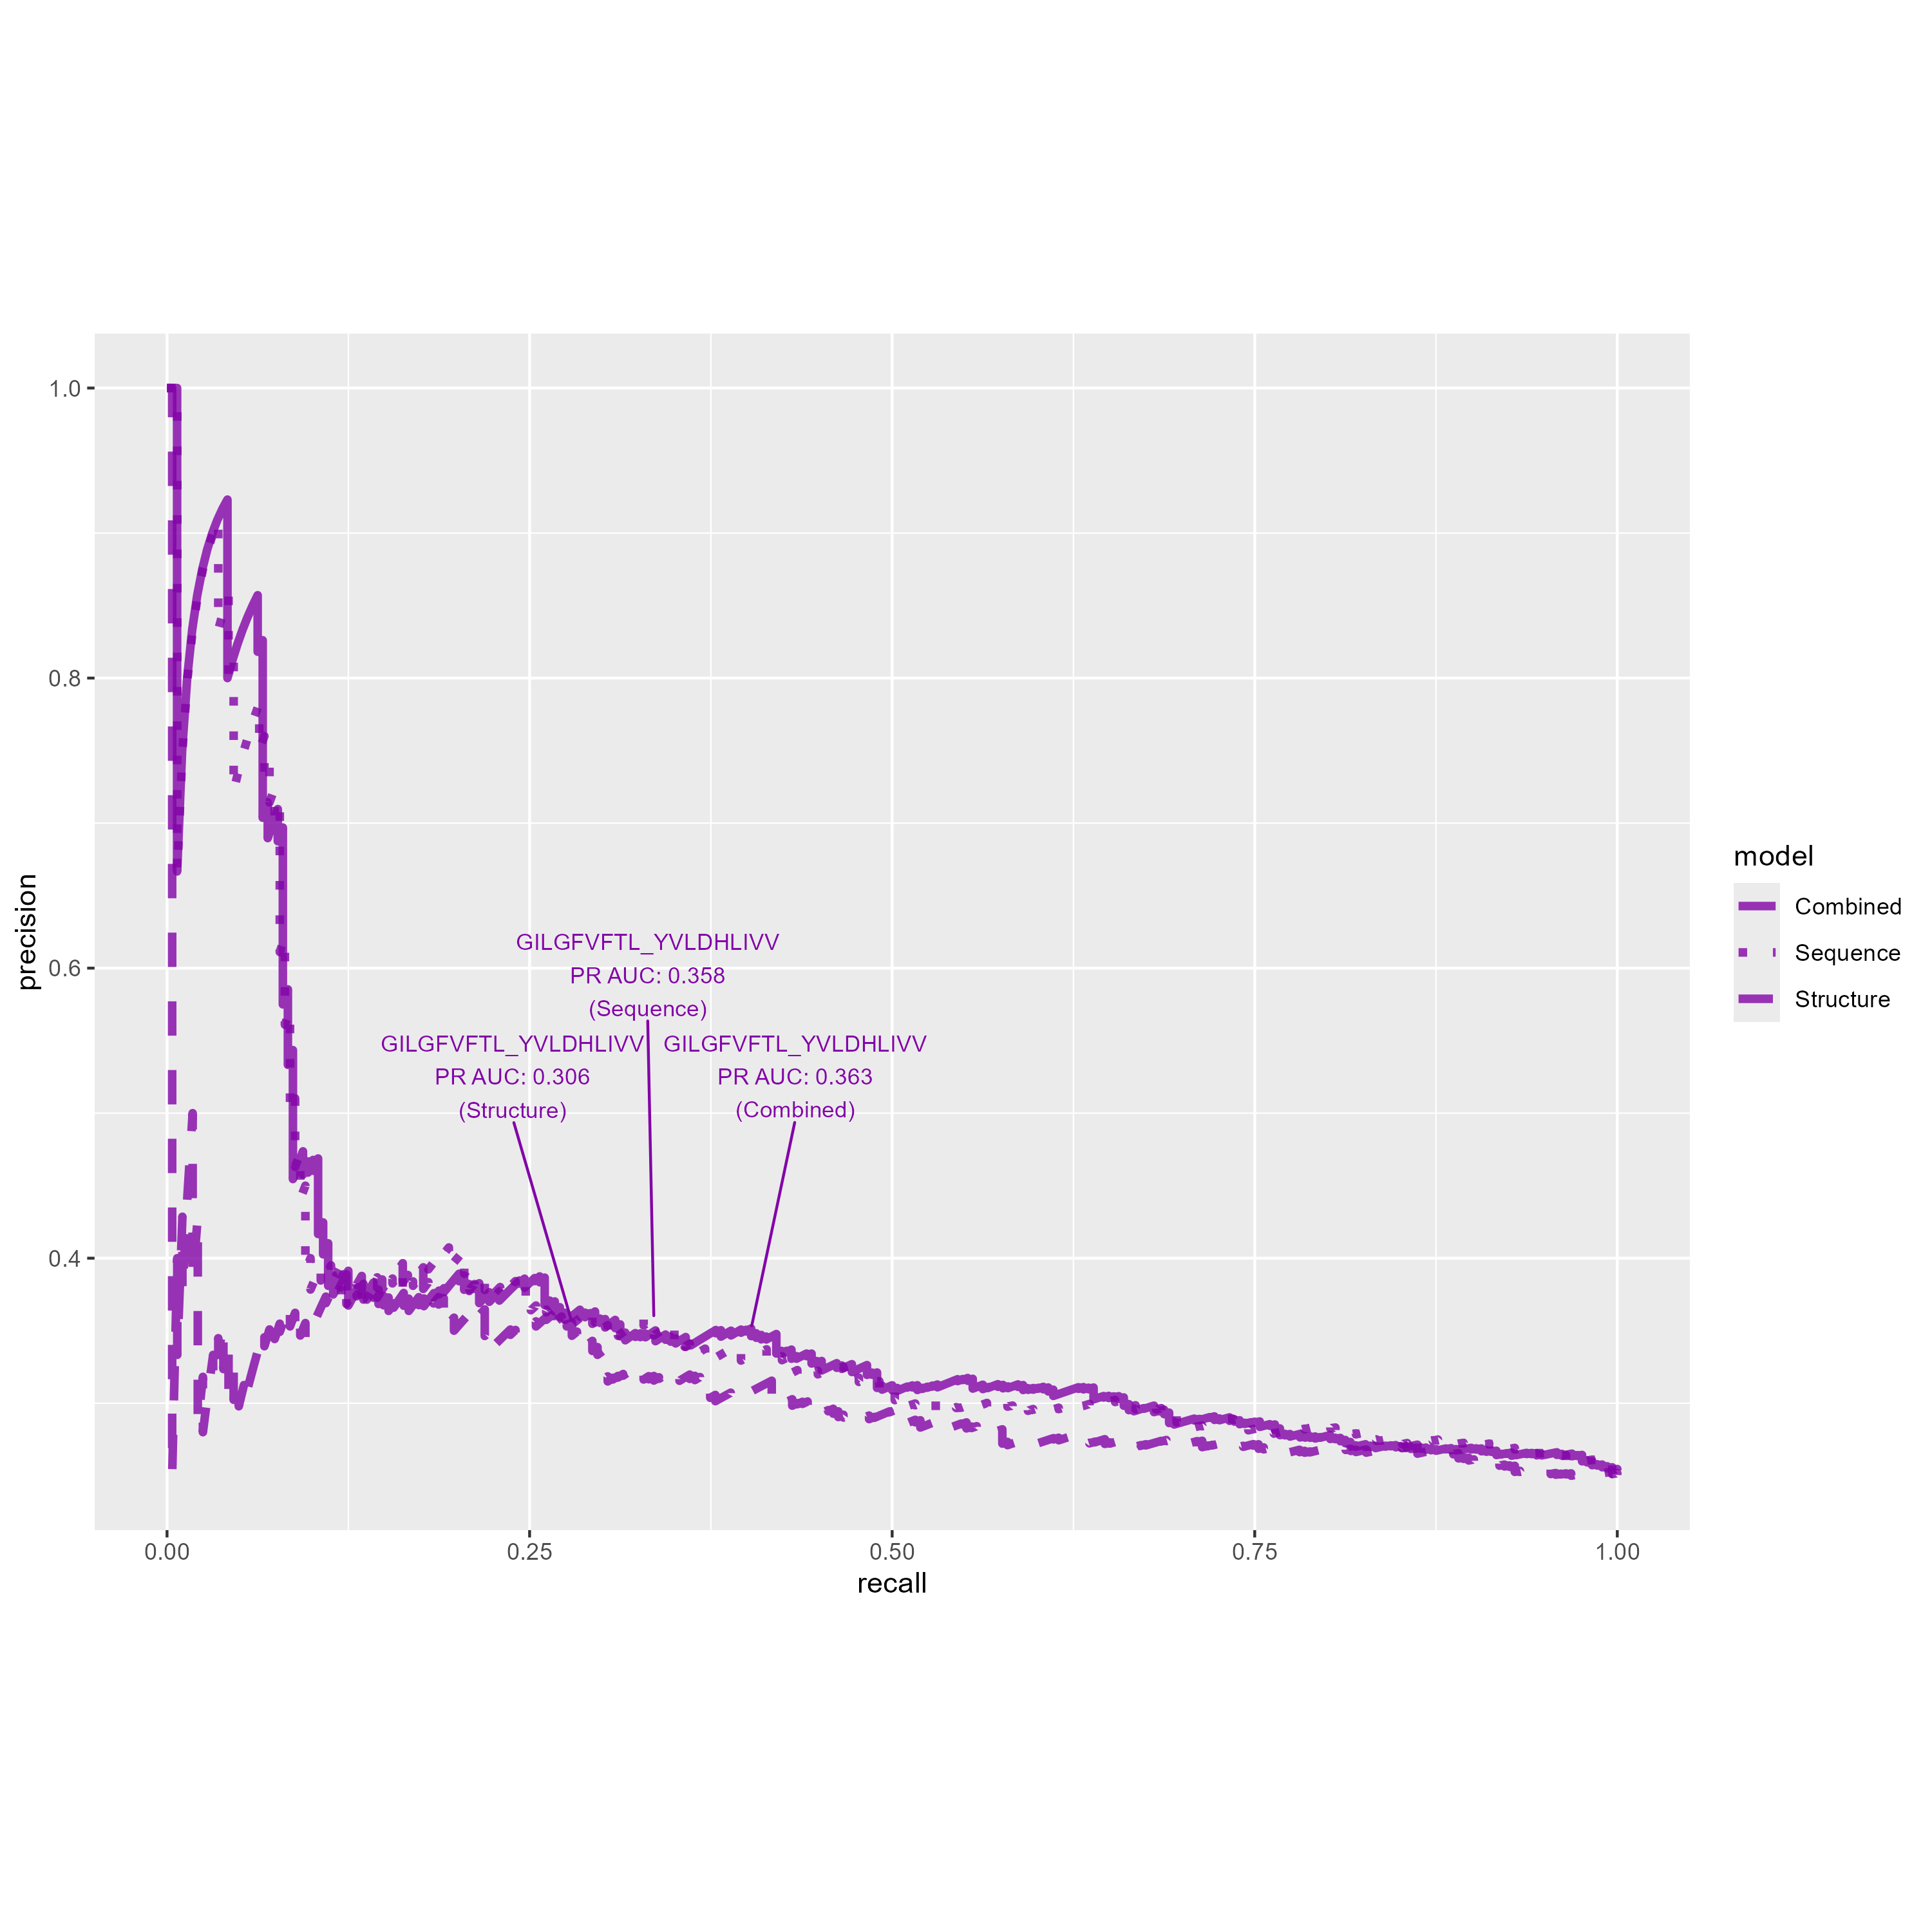 1.0
0.8
0.6
0.4
precision
GILGFVFTL_YVLDHLIVV
PR AUC: 0.358
(Sequence)
GILGFVFTL_YVLDHLIVV
PR AUC: 0.306
(Structure)
GILGFVFTL_YVLDHLIVV
PR AUC: 0.363
(Combined)
0.00
0.25
0.50
0.75
1.00
recall
model
Combined
Sequence
Structure